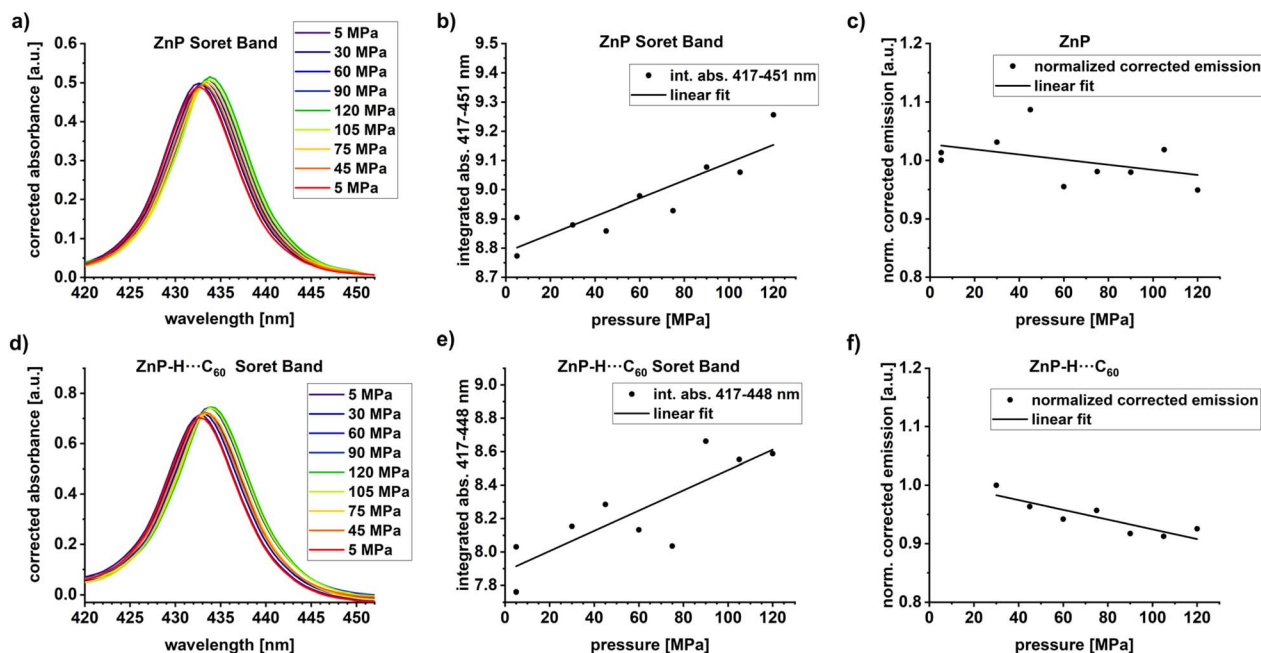 a)
ZnP Soret Band
corrected absorbance [a.u.]
0.6
0.5
0.4
0.3
0.2
0.1
0.0
420 425 430 435 440 445 450
wavelength [nm]
5 MPa
30 MPa
60 MPa
90 MPa
120 MPa
105 MPa
75 MPa
45 MPa
5 MPa
b)
ZnP Soret Band
integrated abs. 417-451 nm
9.5
9.4
9.3
9.2
9.1
9.0
8.9
8.8
8.7
0 20 40 60 80 100 120
pressure [MPa]
int. abs. 417-451 nm
linear fit
c)
ZnP
norm. corrected emission [a.u.]
1.2
1.1
1.0
0.9
0.8
0 20 40 60 80 100 120
pressure [MPa]
normalized corrected emission
linear fit
d)
ZnP-H···C60 Soret Band
corrected absorbance [a.u.]
0.8
0.6
0.4
0.2
0.0
420 425 430 435 440 445 450
wavelength [nm]
5 MPa
30 MPa
60 MPa
90 MPa
120 MPa
105 MPa
75 MPa
45 MPa
5 MPa
e)
ZnP-H···C60 Soret Band
integrated abs. 417-448 nm
9.0
8.8
8.6
8.4
8.2
8.0
7.8
0 20 40 60 80 100 120
pressure [MPa]
int. abs. 417-448 nm
linear fit
f)
ZnP-H···C60
norm. corrected emission [a.u.]
1.2
1.1
1.0
0.9
0.8
0 20 40 60 80 100 120
pressure [MPa]
normalized corrected emission
linear fit